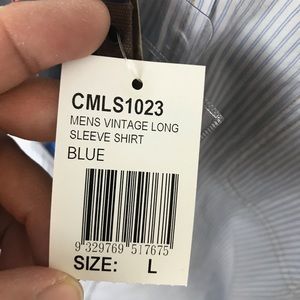 CMLS1023
MENS VINTAGE LONG
SLEEVE SHIRT
BLUE
9 329769 517675
SIZE: L